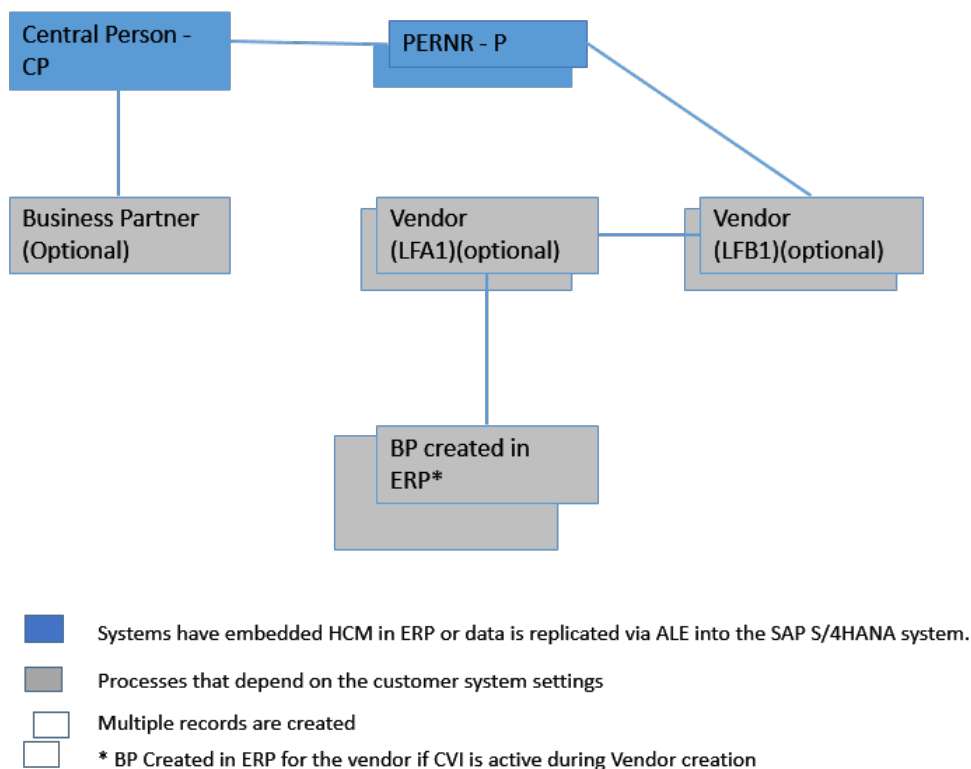 Central Person -
CP
PERNR - P
Business Partner
(Optional)
Vendor
(LFA1)(optional)
Vendor
(LFB1)(optional)
BP created in
ERP*
Systems have embedded HCM in ERP or data is replicated via ALE into the SAP S/4HANA system.
Processes that depend on the customer system settings
Multiple records are created
* BP Created in ERP for the vendor if CVI is active during Vendor creation